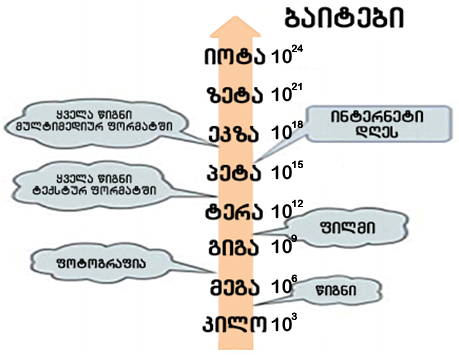 ბაიტები
იოტა 10²⁴
ზეტა 10²¹
ყველა წიგნი
მულტიმედიურ ფორმატში
ეკზა 10¹⁸
ინტერნეტი
დღეს
პეტა 10¹⁵
ყველა წიგნი
ტექსტურ ფორმატში
ტერა 10¹²
ფილმი
გიგა 10⁹
ფოტოგრაფია
მეგა 10⁶
წიგნი
კილო 10³